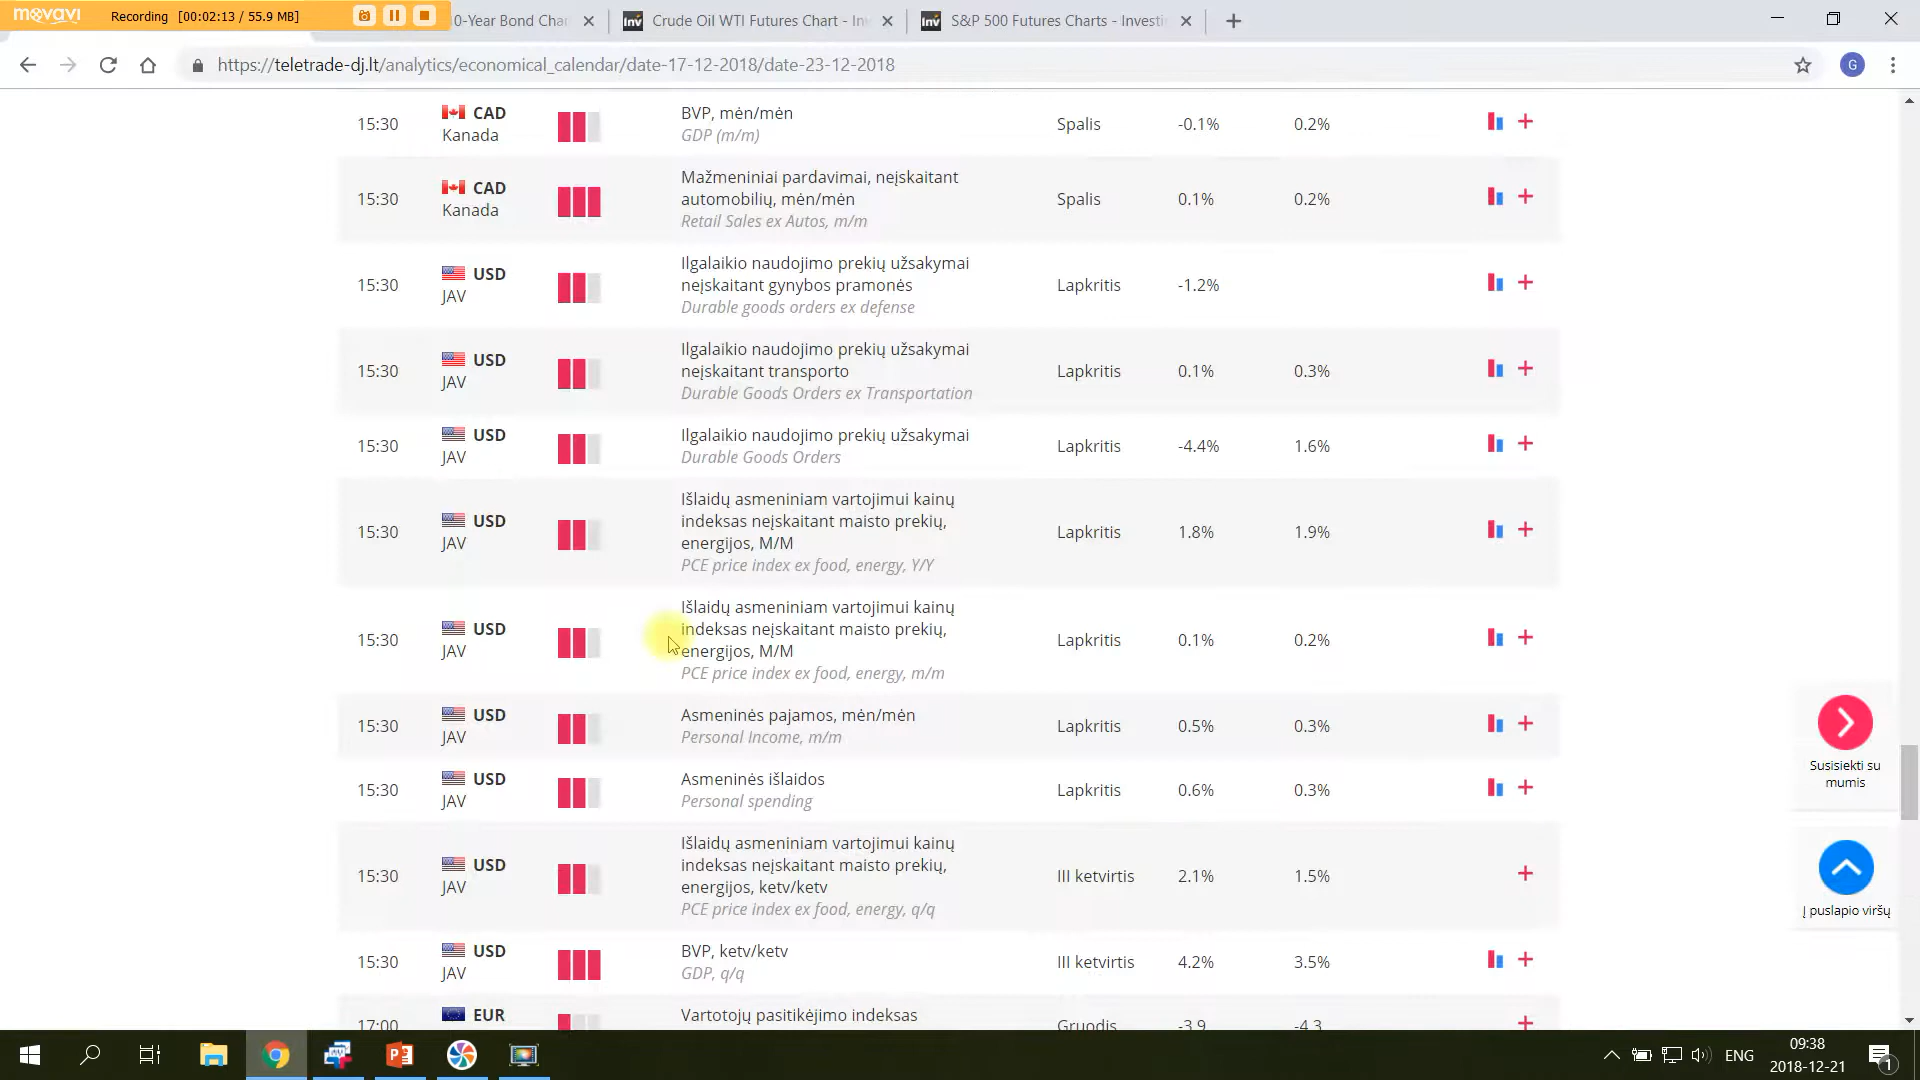 movavi Recording [00:02:13 / 55.9 MB]
0-Year Bond Cha
Crude Oil WTI Futures Chart - In
S&P 500 Futures Charts - Investi
https://teletrade-dj.lt/analytics/economical_calendar/date-17-12-2018/date-23-12-2018
G
15:30 CAD Kanada BVP, mėn/mėn Spalis -0.1% 0.2%
GDP (m/m)
15:30 CAD Kanada Mažmeniniai pardavimai, neįskaitant
automobilių, mėn/mėn Spalis 0.1% 0.2%
Retail Sales ex Autos, m/m
15:30 USD JAV Ilgalaikio naudojimo prekių užsakymai
neįskaitant gynybos pramonės Lapkritis -1.2%
Durable goods orders ex defense
15:30 USD JAV Ilgalaikio naudojimo prekių užsakymai
neįskaitant transporto Lapkritis 0.1% 0.3%
Durable Goods Orders ex Transportation
15:30 USD JAV Ilgalaikio naudojimo prekių užsakymai Lapkritis -4.4% 1.6%
Durable Goods Orders
15:30 USD JAV Išlaidų asmeniniam vartojimui kainų
indeksas neįskaitant maisto prekių,
energijos, M/M Lapkritis 1.8% 1.9%
PCE price index ex food, energy, Y/Y
15:30 USD JAV Išlaidų asmeniniam vartojimui kainų
indeksas neįskaitant maisto prekių,
energijos, M/M Lapkritis 0.1% 0.2%
PCE price index ex food, energy, m/m
15:30 USD JAV Asmeninės pajamos, mėn/mėn Lapkritis 0.5% 0.3%
Personal Income, m/m
15:30 USD JAV Asmeninės išlaidos Lapkritis 0.6% 0.3%
Personal spending
15:30 USD JAV Išlaidų asmeniniam vartojimui kainų
indeksas neįskaitant maisto prekių,
energijos, ketv/ketv III ketvirtis 2.1% 1.5%
PCE price index ex food, energy, q/q
15:30 USD JAV BVP, ketv/ketv III ketvirtis 4.2% 3.5%
GDP, q/q
17:00 EUR Vartotojų pasitikėjimo indeksas Gruodis -3.9 -4.3
Susisiekti su
mumis
Į puslapio viršų
ENG
09:38
2018-12-21
1